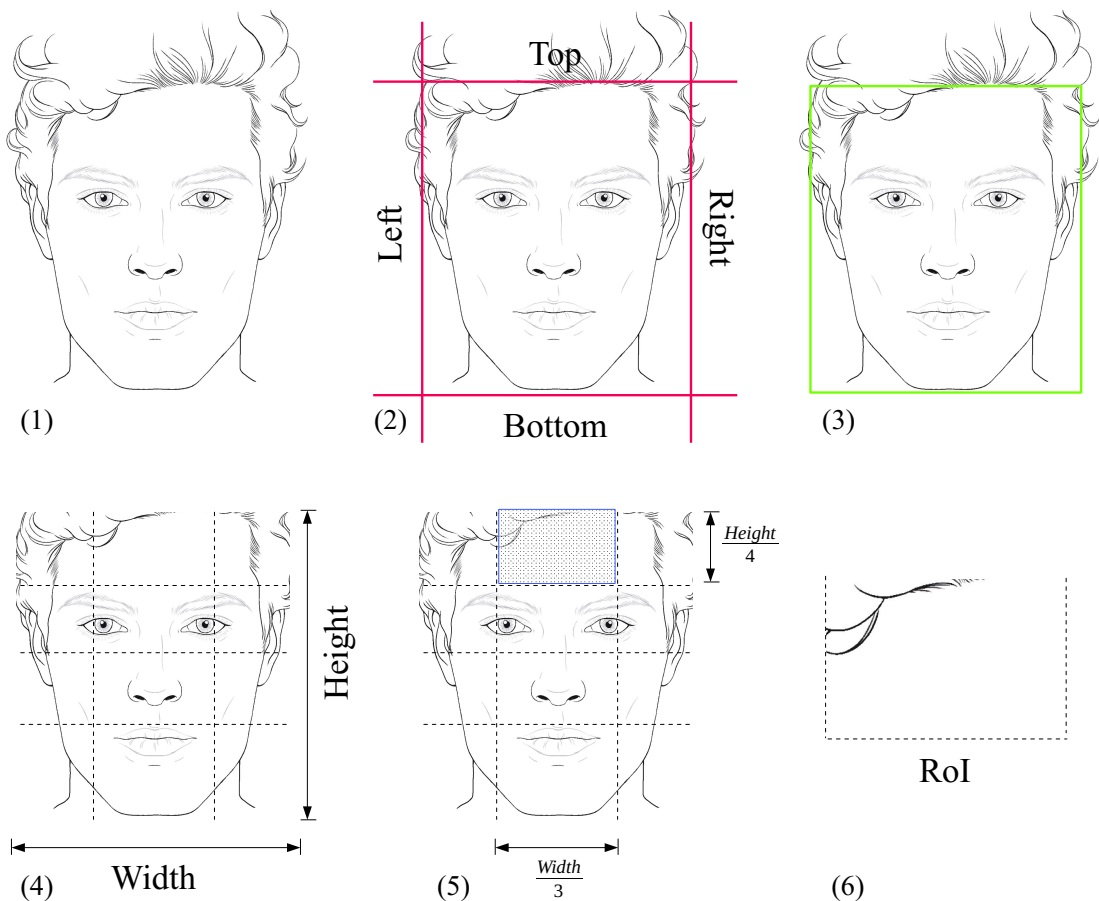 Top
Left
Right
Bottom
(1)
(2)
(3)
Height
Width
(4)
Height
4
Width
3
(5)
RoI
(6)